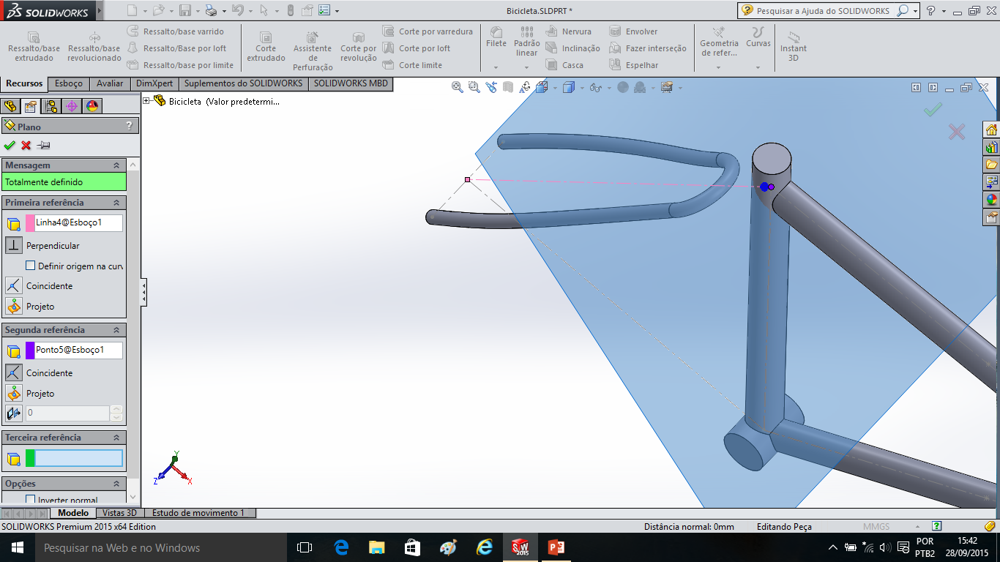 SOLIDWORKS
Bicicleta.SLDPRT *
Pesquisar a Ajuda do SOLIDWORKS
Ressalto/base extrudado
Ressalto/base revolucionado
Ressalto/base varrido
Ressalto/Base por loft
Ressalto/Base por limite
Corte extrudado
Assistente de Perfuração
Corte por revolução
Corte por varredura
Corte por loft
Corte limite
Filete
Padrão linear
Nervura
Inclinação
Casca
Envolver
Fazer interseção
Espelhar
Geometria de refer...
Curvas
Instant 3D
Recursos
Esboço
Avaliar
DimXpert
Suplementos do SOLIDWORKS
SOLIDWORKS MBD
Bicicleta (Valor predetermi...
Plano
?
Mensagem
Totalmente definido
Primeira referência
Linha4@Esboço1
Perpendicular
Definir origem na cur
Coincidente
Projeto
Segunda referência
Ponto5@Esboço1
Coincidente
Projeto
0
Terceira referência
Opções
Inverter normal
Y
Z
X
Modelo
Vistas 3D
Estudo de movimento 1
SOLIDWORKS Premium 2015 x64 Edition
Distância normal: 0mm
Editando Peça
MMGS
Pesquisar na Web e no Windows
POR
PTB2
15:42
28/09/2015